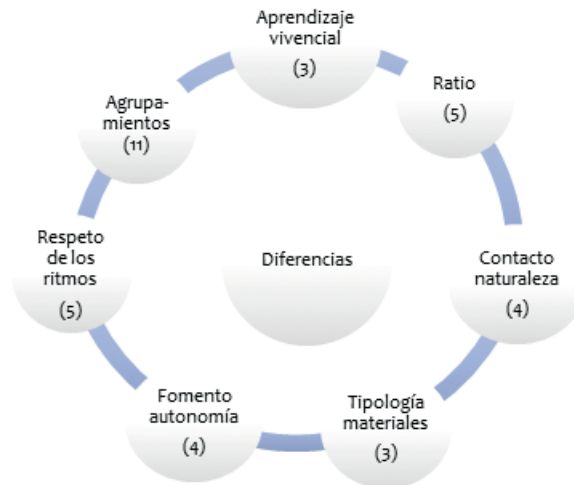 Aprendizaje
vivencial
(3)
Ratio
(5)
Contacto
naturaleza
(4)
Tipología
materiales
(3)
Fomento
autonomía
(4)
Respeto
de los
ritmos
(5)
Agrupa-
mientos
(11)
Diferencias